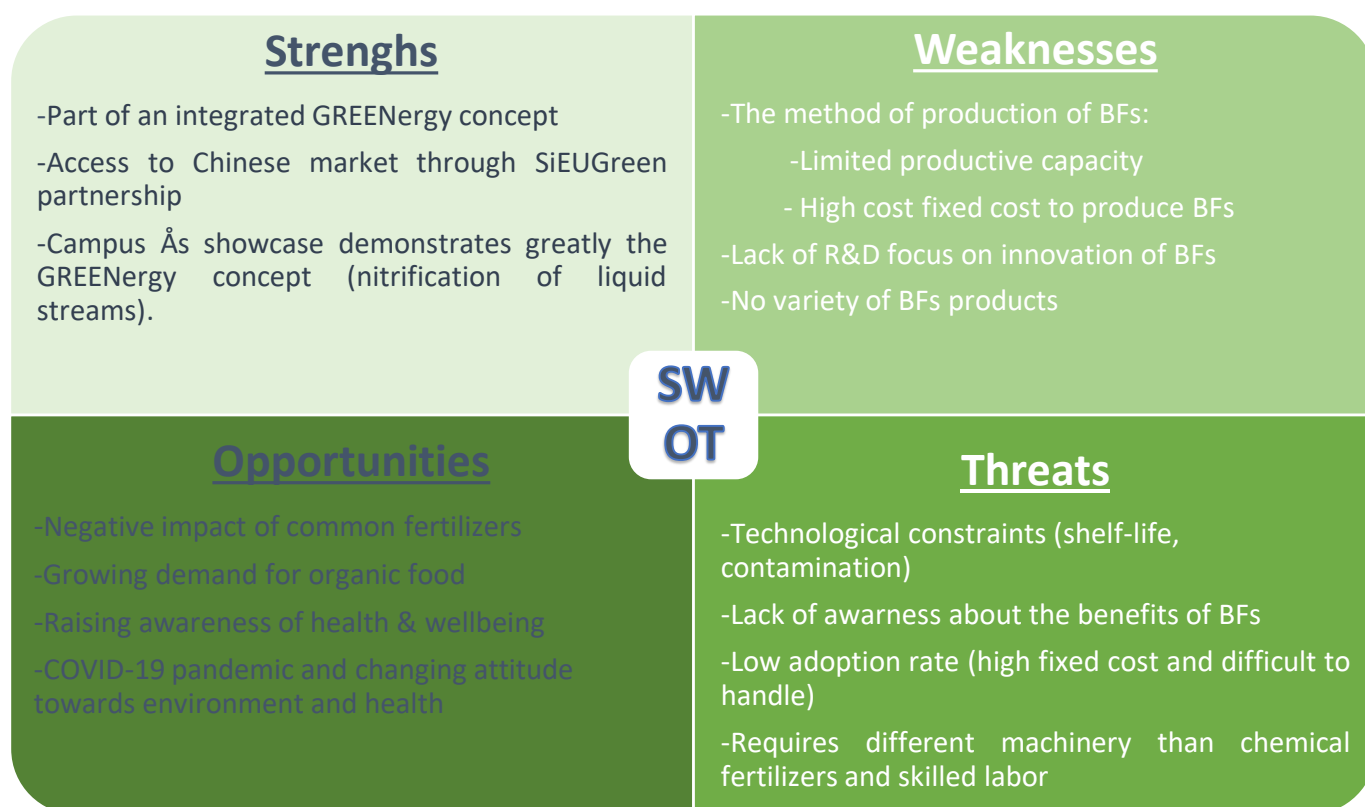 Strenghs
-Part of an integrated GREENergy concept
-Access to Chinese market through SiEUGreen
partnership
-Campus Ås showcase demonstrates greatly the
GREENergy concept (nitrification of liquid
streams).
Weaknesses
-The method of production of BFs:
-Limited productive capacity
- High cost fixed cost to produce BFs
-Lack of R&D focus on innovation of BFs
-No variety of BFs products
SW
OT
Opportunities
-Negative impact of common fertilizers
-Growing demand for organic food
-Raising awareness of health & wellbeing
-COVID-19 pandemic and changing attitude
towards environment and health
Threats
-Technological constraints (shelf-life,
contamination)
-Lack of awarness about the benefits of BFs
-Low adoption rate (high fixed cost and difficult to
handle)
-Requires different machinery than chemical
fertilizers and skilled labor